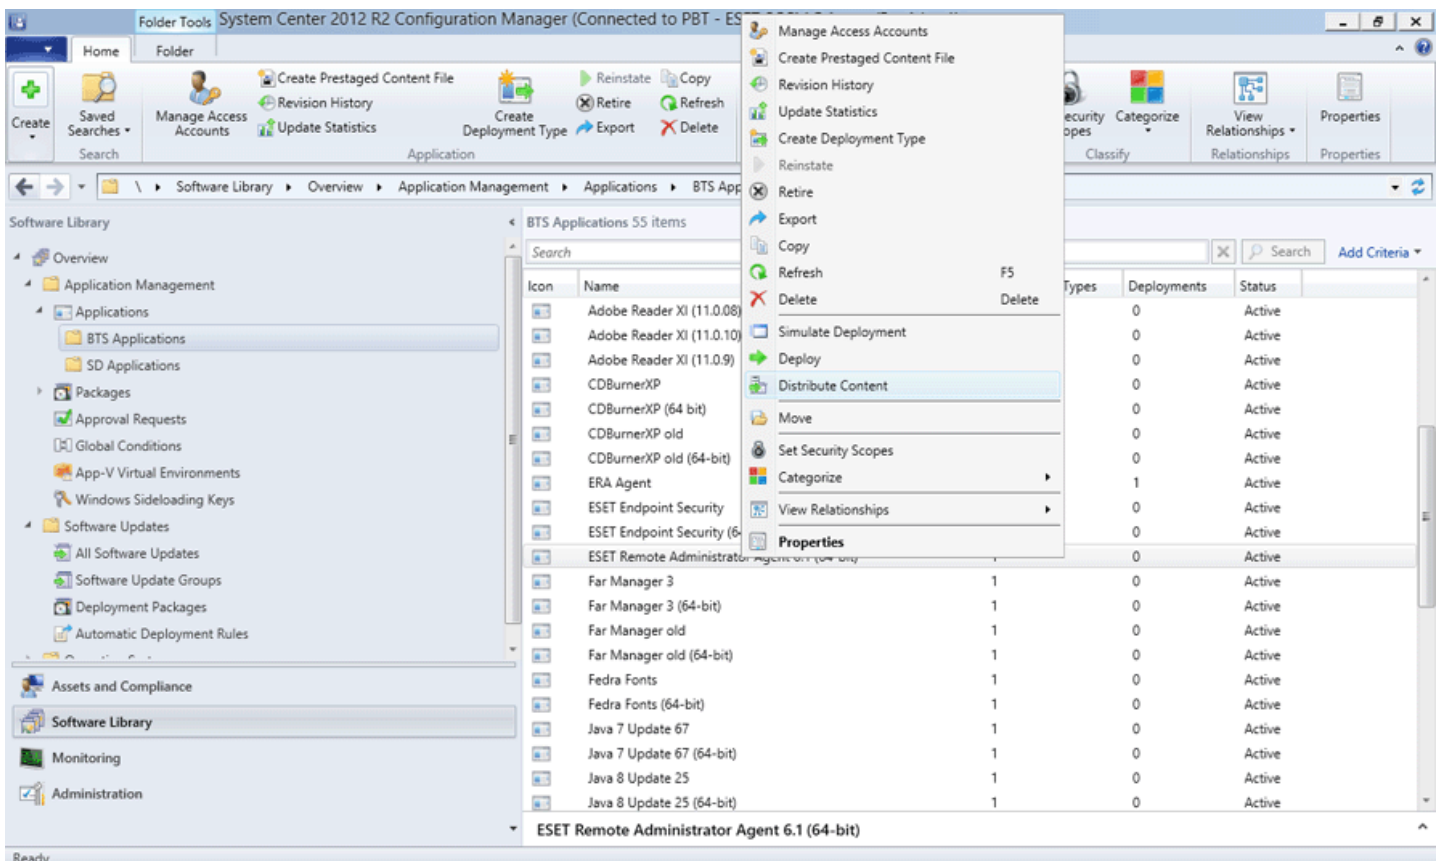 Folder Tools System Center 2012 R2 Configuration Manager (Connected to PBT - ES
Home Folder
Create
Saved Searches
Search
Manage Access Accounts
Create Prestaged Content File
Revision History
Update Statistics
Create Deployment Type
Reinstate
Retire
Export
Copy
Refresh
Delete
Application
ecurity
opes
Categorize
Classify
View Relationships
Relationships
Properties
Properties
\ Software Library Overview Application Management Applications BTS App
Software Library
Overview
Application Management
Applications
BTS Applications
SD Applications
Packages
Approval Requests
Global Conditions
App-V Virtual Environments
Windows Sideloading Keys
Software Updates
All Software Updates
Software Update Groups
Deployment Packages
Automatic Deployment Rules
Assets and Compliance
Software Library
Monitoring
Administration
BTS Applications 55 items
Search Search Add Criteria
Icon Name Types Deployments Status
Adobe Reader XI (11.0.08) 0 Active
Adobe Reader XI (11.0.10) 0 Active
Adobe Reader XI (11.0.9) 0 Active
CDBurnerXP 0 Active
CDBurnerXP (64 bit) 0 Active
CDBurnerXP old 0 Active
CDBurnerXP old (64-bit) 0 Active
ERA Agent 1 Active
ESET Endpoint Security 0 Active
ESET Endpoint Security (6 0 Active
ESET Remote Administrator Agent 6.1 (64-bit) 1 0 Active
Far Manager 3 1 0 Active
Far Manager 3 (64-bit) 1 0 Active
Far Manager old 1 0 Active
Far Manager old (64-bit) 1 0 Active
Fedra Fonts 1 0 Active
Fedra Fonts (64-bit) 1 0 Active
Java 7 Update 67 1 0 Active
Java 7 Update 67 (64-bit) 1 0 Active
Java 8 Update 25 1 0 Active
Java 8 Update 25 (64-bit) 1 0 Active
ESET Remote Administrator Agent 6.1 (64-bit)
Manage Access Accounts
Create Prestaged Content File
Revision History
Update Statistics
Create Deployment Type
Reinstate
Retire
Export
Copy
Refresh F5
Delete Delete
Simulate Deployment
Deploy
Distribute Content
Move
Set Security Scopes
Categorize
View Relationships
Properties
Ready